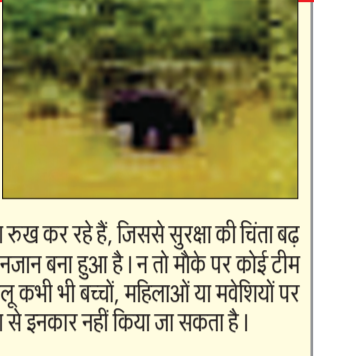 रुख कर रहे हैं, जिससे सुरक्षा की चिंता बढ़
नजान बना हुआ है। न तो मौके पर कोई टीम
लू कभी भी बच्चों, महिलाओं या मवेशियों पर
से इनकार नहीं किया जा सकता है।